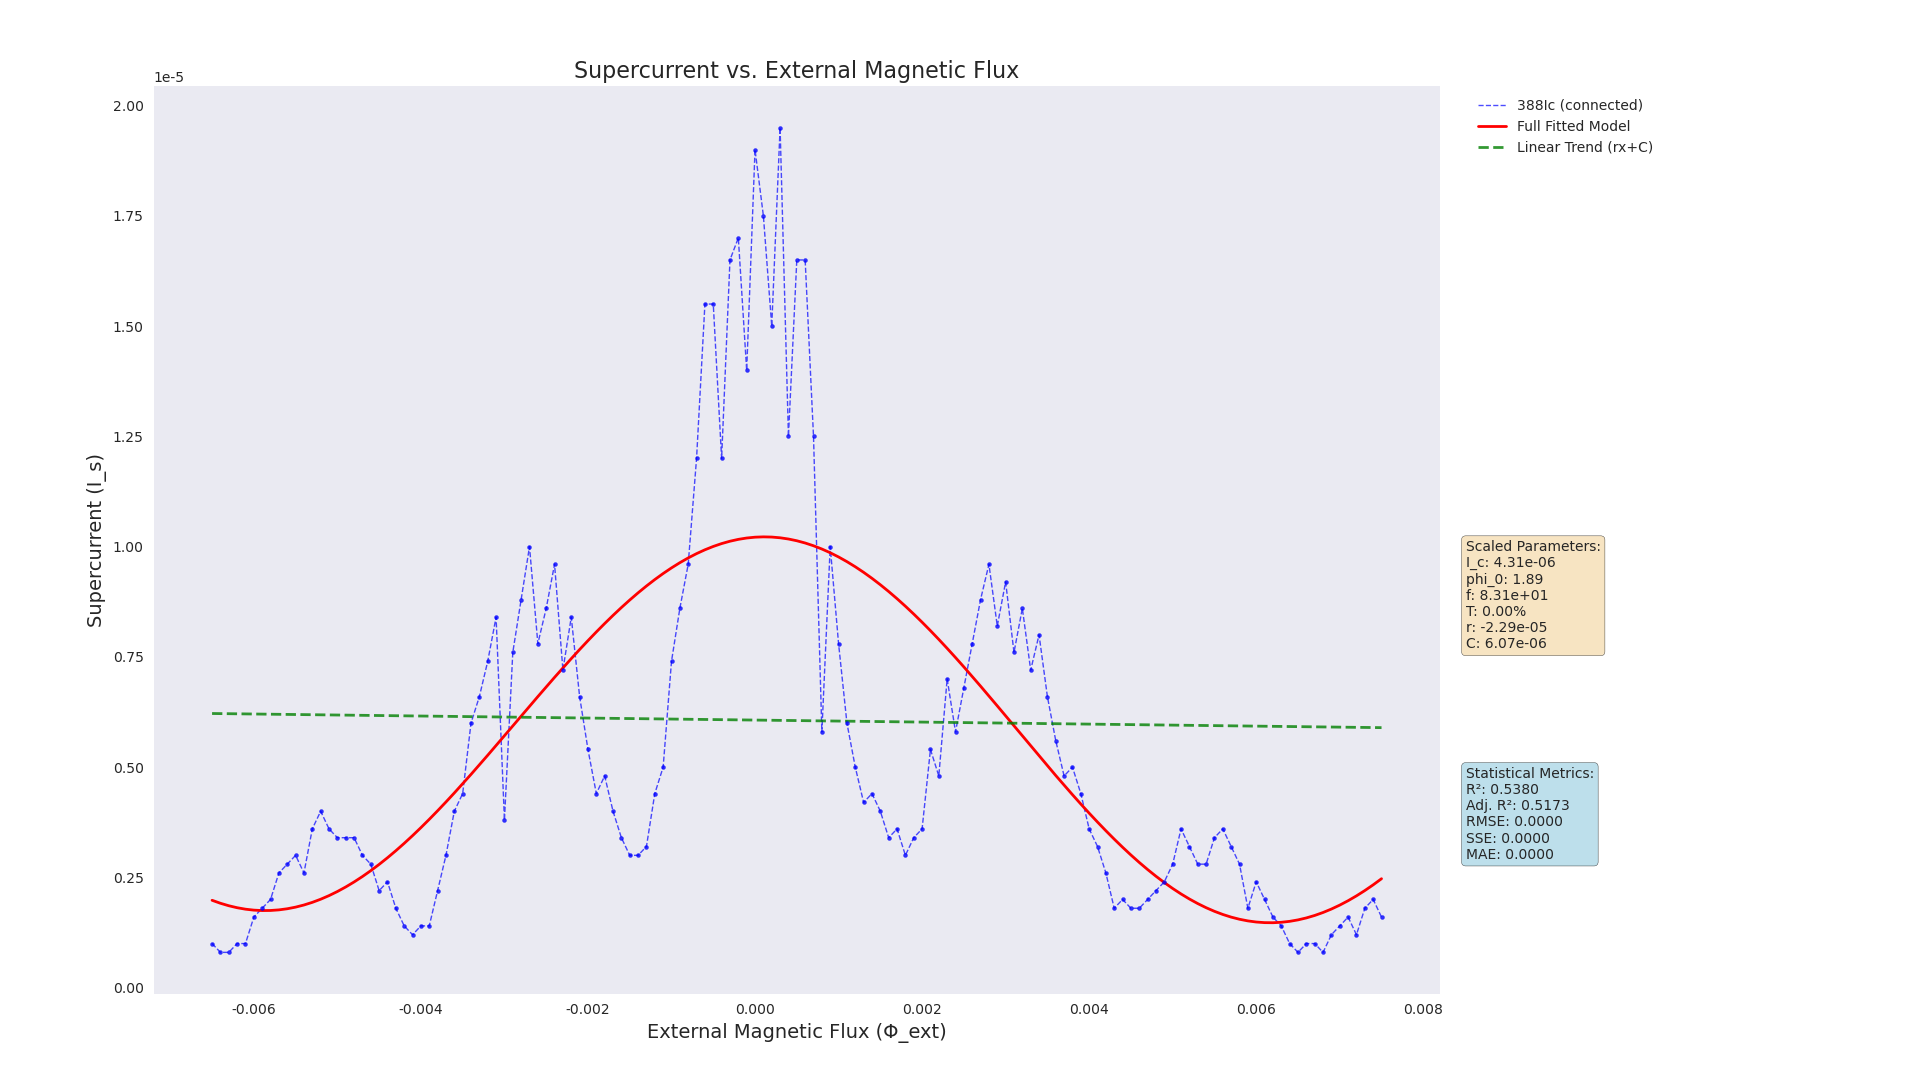 Supercurrent vs. External Magnetic Flux
1e-5
2.00
1.75
1.50
1.25
1.00
0.75
0.50
0.25
0.00
Supercurrent (I_s)
-0.006
-0.004
-0.002
0.000
0.002
0.004
0.006
0.008
External Magnetic Flux (Φ_ext)
388Ic (connected)
Full Fitted Model
Linear Trend (rx+C)
Scaled Parameters:
I_c: 4.31e-06
phi_0: 1.89
f: 8.31e+01
T: 0.00%
r: -2.29e-05
C: 6.07e-06
Statistical Metrics:
R²: 0.5380
Adj. R²: 0.5173
RMSE: 0.0000
SSE: 0.0000
MAE: 0.0000